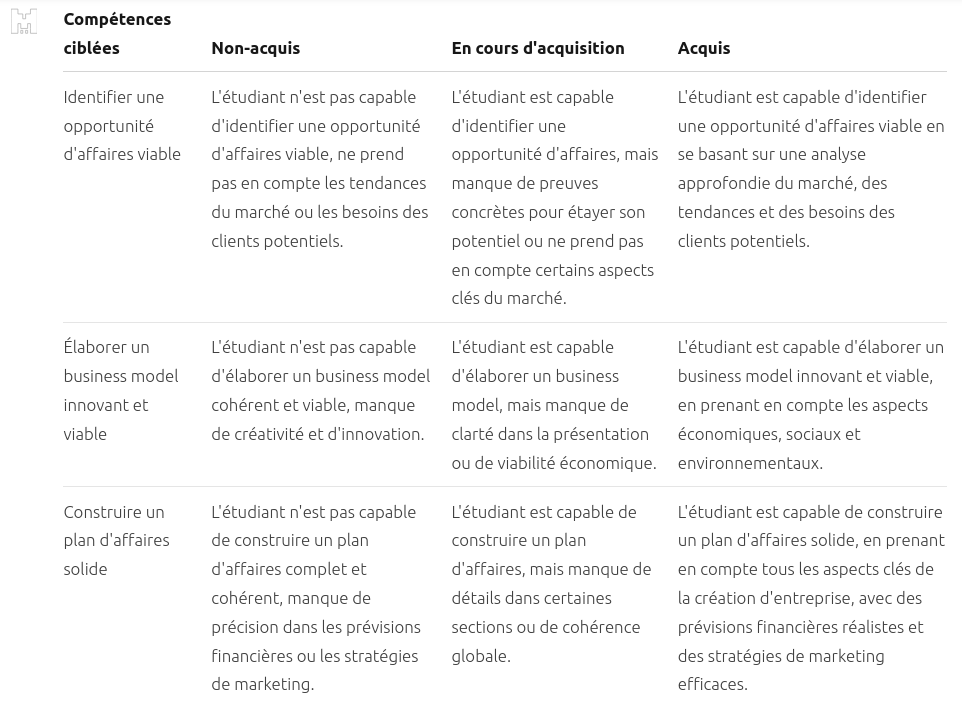 Compétences
ciblées
Non-acquis
En cours d'acquisition
Acquis
Identifier une
opportunité
d'affaires viable
L'étudiant n'est pas capable
d'identifier une opportunité
d'affaires viable, ne prend
pas en compte les tendances
du marché ou les besoins des
clients potentiels.
L'étudiant est capable
d'identifier une
opportunité d'affaires, mais
manque de preuves
concrètes pour étayer son
potentiel ou ne prend pas
en compte certains aspects
clés du marché.
L'étudiant est capable d'identifier
une opportunité d'affaires viable en
se basant sur une analyse
approfondie du marché, des
tendances et des besoins des
clients potentiels.
Élaborer un
business model
innovant et
viable
L'étudiant n'est pas capable
d'élaborer un business model
cohérent et viable, manque
de créativité et d'innovation.
L'étudiant est capable
d'élaborer un business
model, mais manque de
clarté dans la présentation
ou de viabilité économique.
L'étudiant est capable d'élaborer un
business model innovant et viable,
en prenant en compte les aspects
économiques, sociaux et
environnementaux.
Construire un
plan d'affaires
solide
L'étudiant n'est pas capable
de construire un plan
d'affaires complet et
cohérent, manque de
précision dans les prévisions
financières ou les stratégies
de marketing.
L'étudiant est capable de
construire un plan
d'affaires, mais manque de
détails dans certaines
sections ou de cohérence
globale.
L'étudiant est capable de construire
un plan d'affaires solide, en prenant
en compte tous les aspects clés de
la création d'entreprise, avec des
prévisions financières réalistes et
des stratégies de marketing
efficaces.